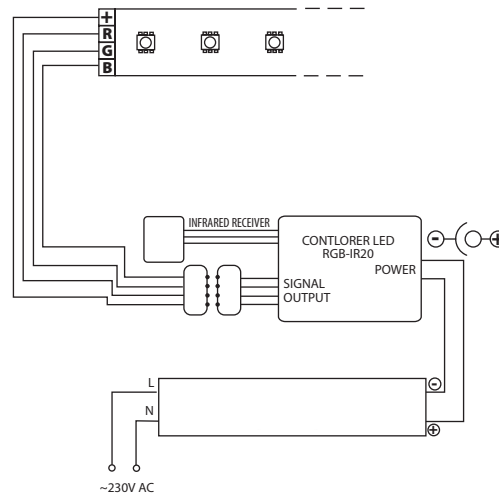 +
R
G
B
INFRARED RECEIVER
CONTLORER LED
RGB-IR20
POWER
- +
SIGNAL
OUTPUT
L
-
N
+
~230V AC